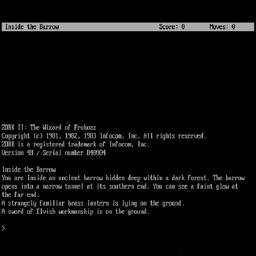 Inside the Barrow Score: 0 Moves: 0
ZORK II: The Wizard of Frobozz
Copyright (c) 1981, 1982, 1983 Infocom, Inc. All rights reserved.
ZORK is a registered trademark of Infocom, Inc.
Version 48 / Serial number 840904
Inside the Barrow
You are inside an ancient barrow hidden deep within a dark forest. The barrow
opens into a narrow tunnel at its southern end. You can see a faint glow at
the far end.
A strangely familiar brass lantern is lying on the ground.
A sword of Elvish workmanship is on the ground.
>